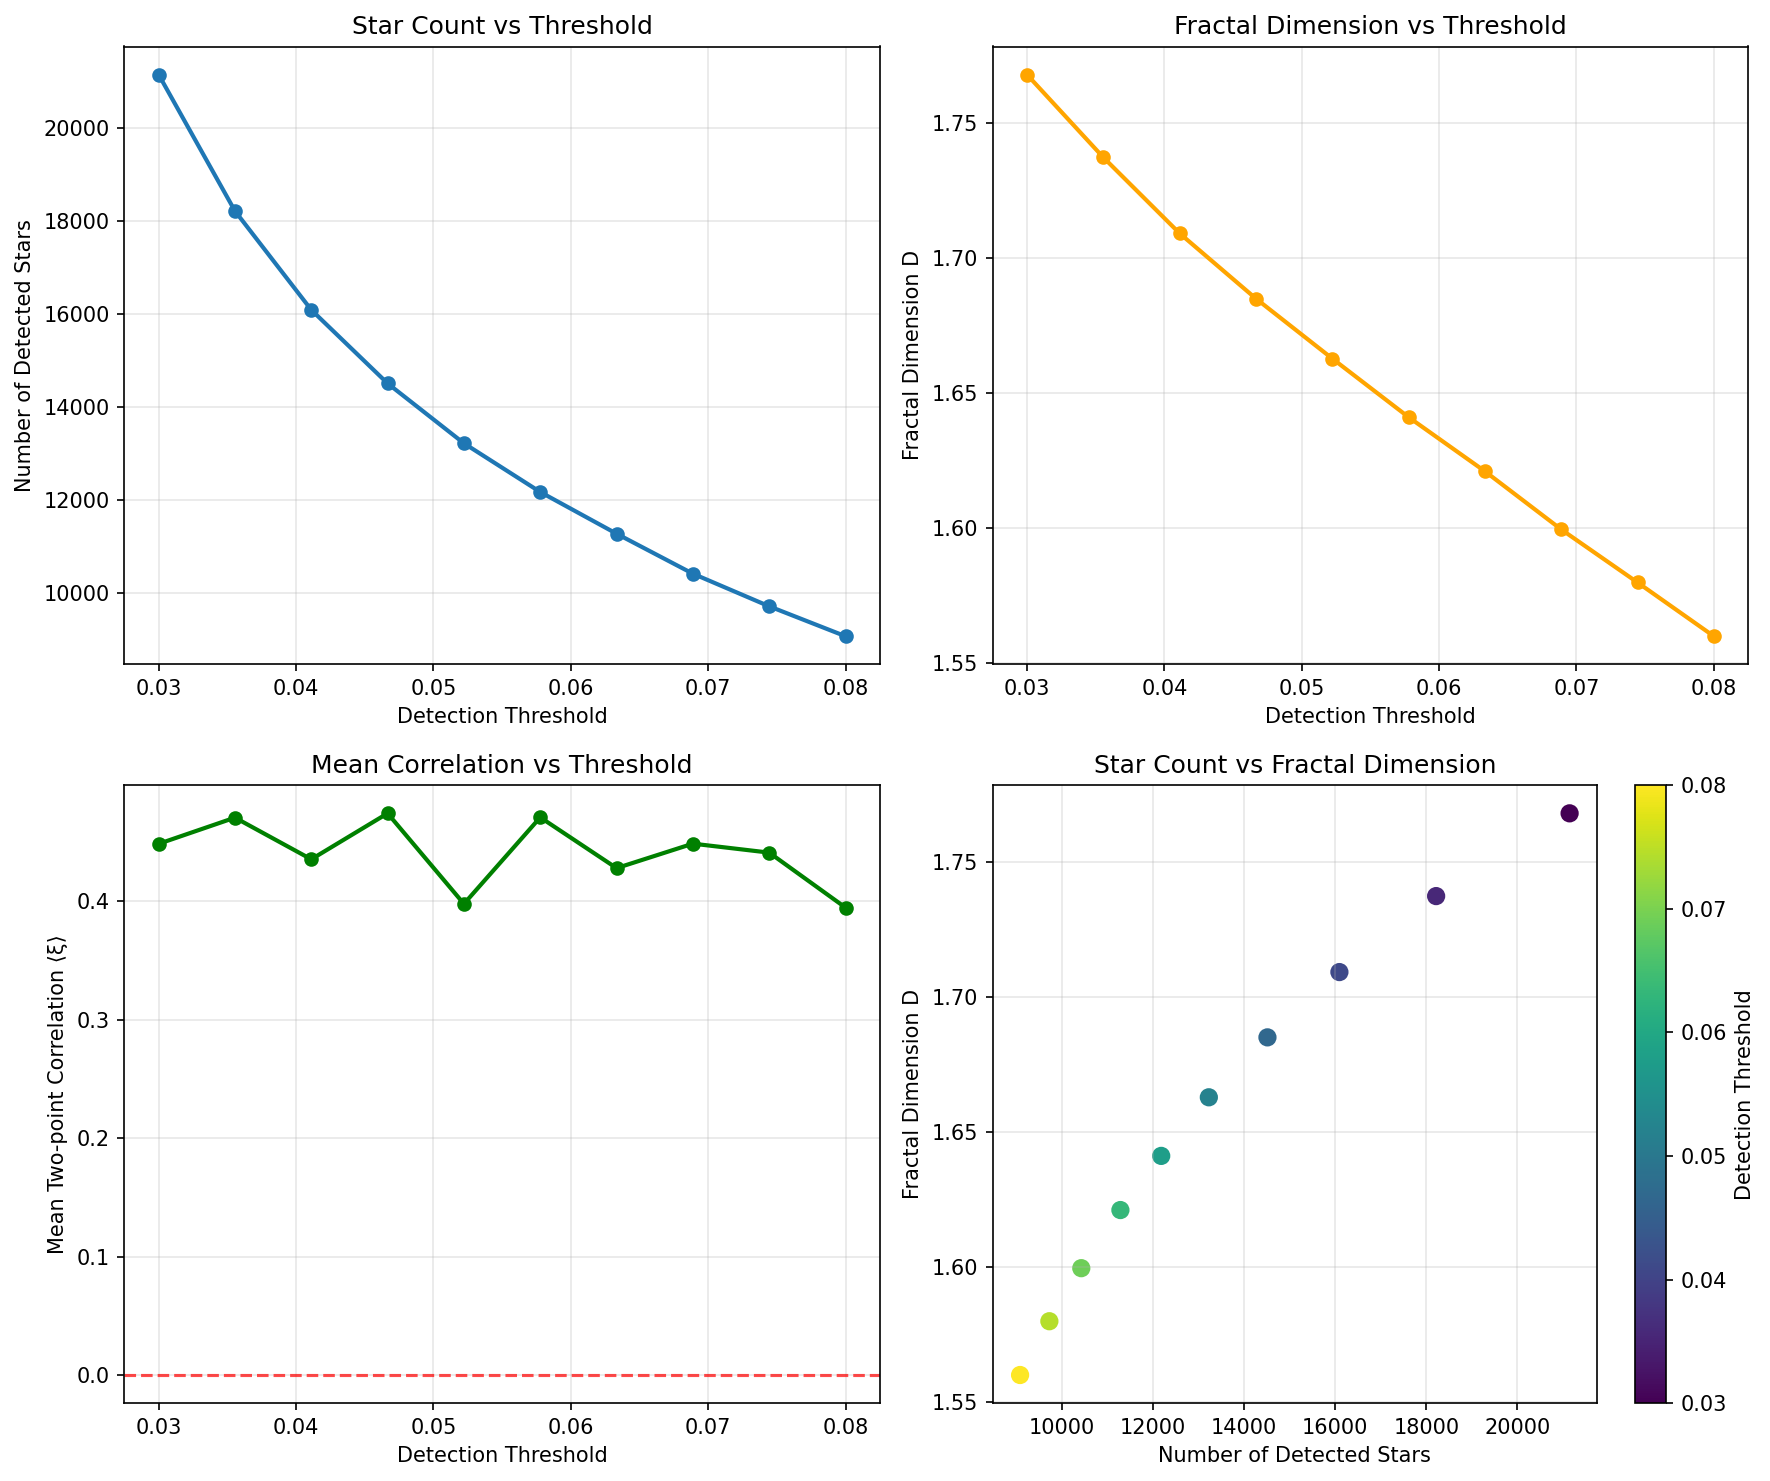 Star Count vs Threshold
Number of Detected Stars
20000
18000
16000
14000
12000
10000
0.03 0.04 0.05 0.06 0.07 0.08
Detection Threshold
Fractal Dimension vs Threshold
Fractal Dimension D
1.75
1.70
1.65
1.60
1.55
0.03 0.04 0.05 0.06 0.07 0.08
Detection Threshold
Mean Correlation vs Threshold
Mean Two-point Correlation ⟨ξ⟩
0.4
0.3
0.2
0.1
0.0
0.03 0.04 0.05 0.06 0.07 0.08
Detection Threshold
Star Count vs Fractal Dimension
Fractal Dimension D
1.75
1.70
1.65
1.60
1.55
10000 12000 14000 16000 18000 20000
Number of Detected Stars
0.08
0.07
0.06
0.05
0.04
0.03
Detection Threshold